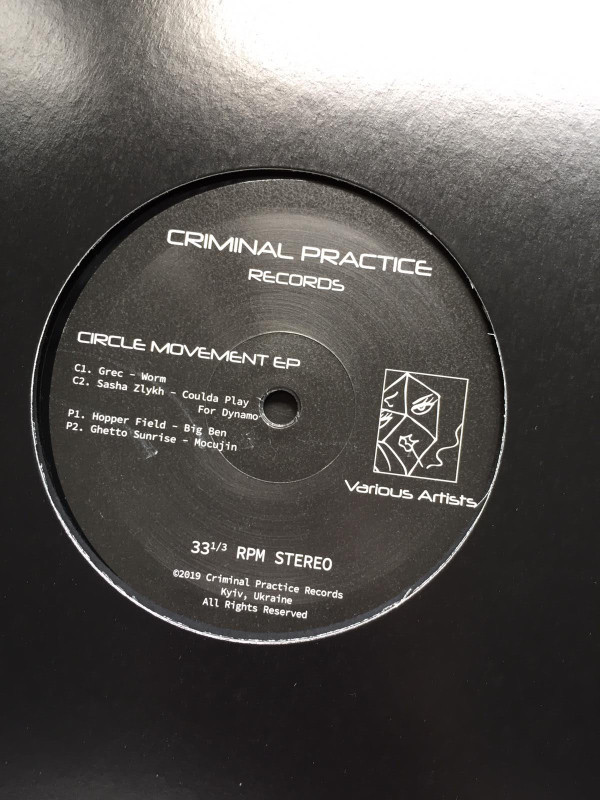 CRIMINAL PRACTICE
RECORDS
CIRCLE MOVEMENT EP
C1. Grec – Worm
C2. Sasha Zlykh – Coulda Play
For Dynamo
P1. Hopper Field – Big Ben
P2. Ghetto Sunrise – Mocujin
Various Artists
33 1/3 RPM STEREO
©2019 Criminal Practice Records
Kyiv, Ukraine
All Rights Reserved